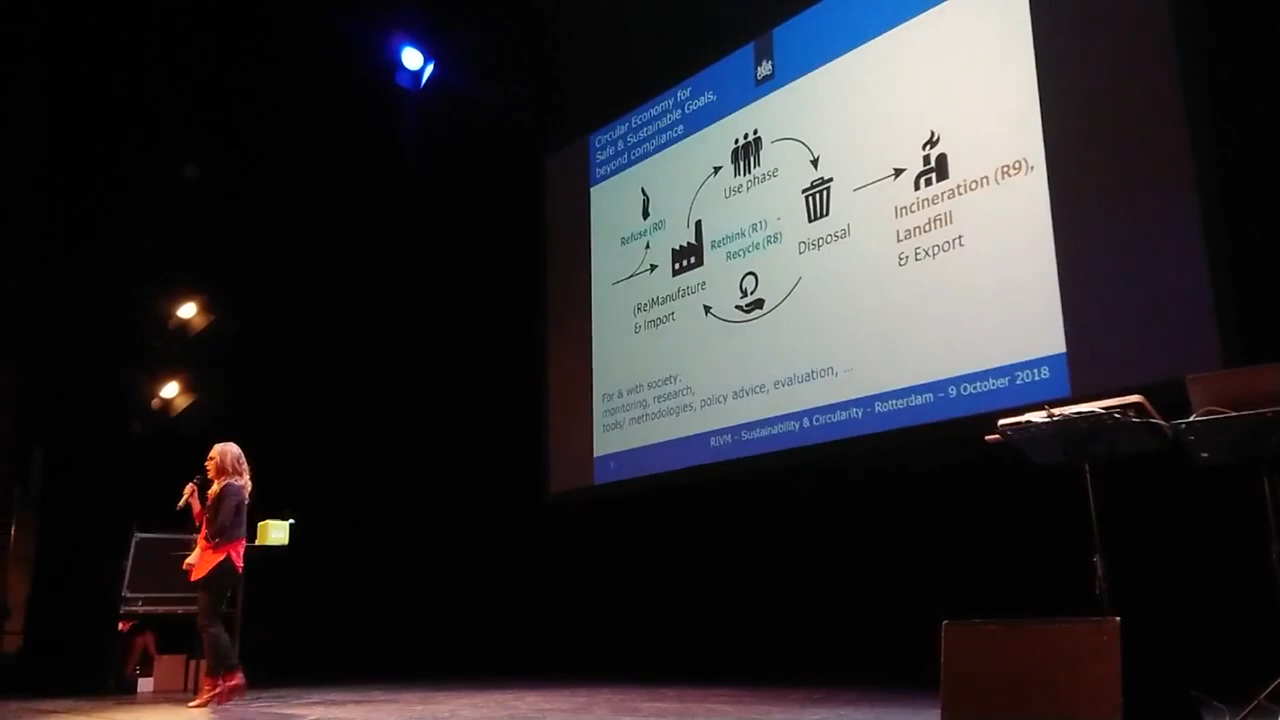 Circular Economy for
Safe & Sustainable Goals,
beyond compliance
Use phase
Refuse (R0)
Rethink (R1) -
Recycle (R8)
Disposal
Incineration (R9),
Landfill
& Export
(Re)Manufature
& Import
For & with society:
monitoring, research,
tools/ methodologies, policy advice, evaluation, ...
RIVM – Sustainability & Circularity - Rotterdam – 9 October 2018